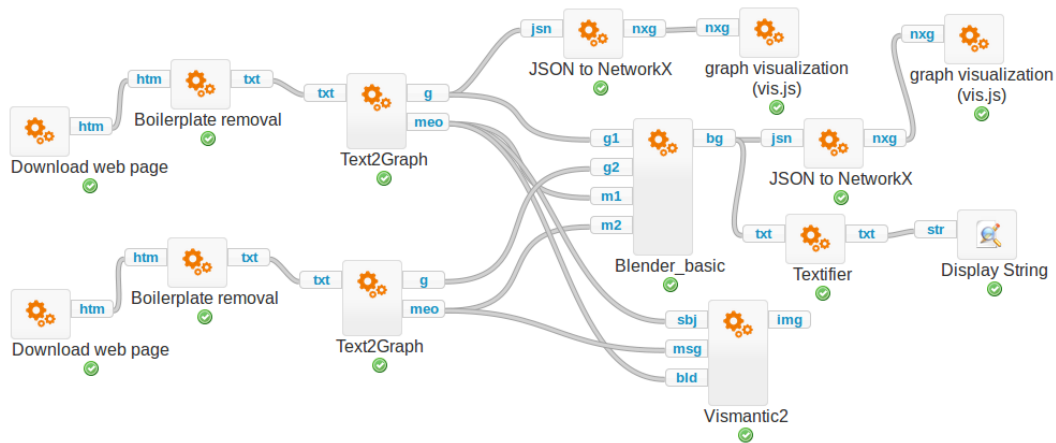 jsn
nxg
nxg
nxg
JSON to NetworkX
graph visualization
(vis.js)
graph visualization
(vis.js)
htm
txt
txt
g
meo
Boilerplate removal
htm
Text2Graph
Download web page
g1
bg
g2
m1
m2
jsn
nxg
JSON to NetworkX
Blender_basic
txt
txt
str
Textifier
Display String
htm
txt
txt
g
meo
Boilerplate removal
htm
Text2Graph
Download web page
sbj
img
msg
bld
Vismantic2